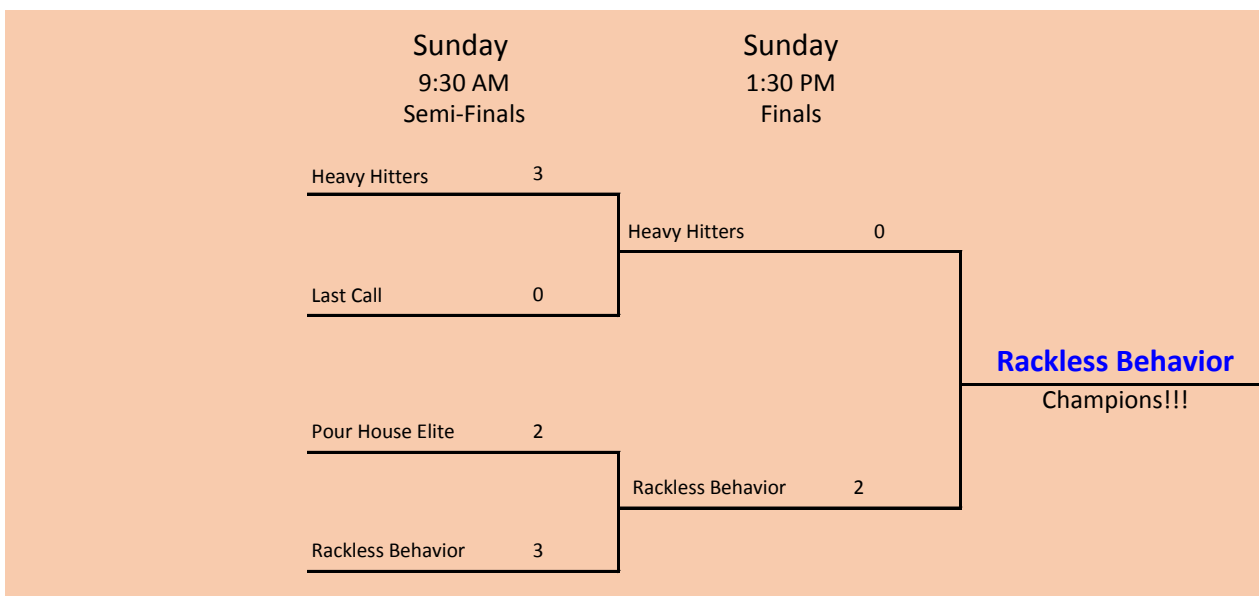 Sunday Sunday
9:30 AM 1:30 PM
Semi-Finals Finals
Heavy Hitters 3
Heavy Hitters 0
Last Call 0
Rackless Behavior
Champions!!!
Pour House Elite 2
Rackless Behavior 2
Rackless Behavior 3